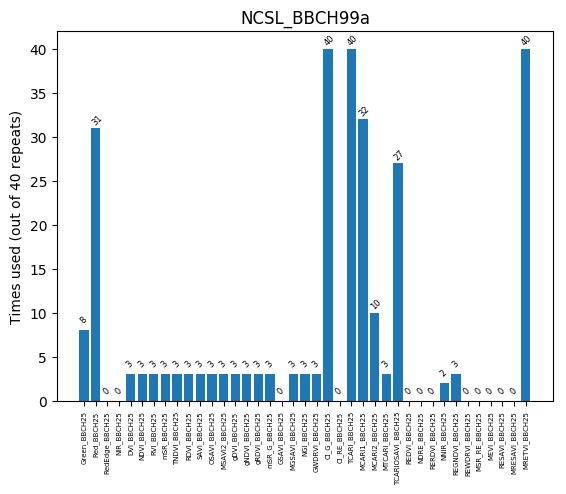 NCSL_BBCH99a
Times used (out of 40 repeats)
40
35
30
25
20
15
10
5
0
8
31
0
0
3
3
3
3
3
3
3
3
3
3
3
3
3
0
3
3
3
40
0
40
32
10
3
27
0
0
0
2
3
0
0
0
0
0
40
Green_BBCH25
Red_BBCH25
RedEdge_BBCH25
NIR_BBCH25
DVI_BBCH25
NDVI_BBCH25
RVI_BBCH25
mSR_BBCH25
TNDVI_BBCH25
RDVI_BBCH25
SAVI_BBCH25
OSAVI_BBCH25
MSAVI2_BBCH25
gDVI_BBCH25
gNDVI_BBCH25
gRDVI_BBCH25
mSR_G_BBCH25
GSAVI_BBCH25
MGSAVI_BBCH25
NGI_BBCH25
GWDRVI_BBCH25
CI_G_BBCH25
CI_RE_BBCH25
TCARI_BBCH25
MCARI1_BBCH25
MCARI2_BBCH25
MTCARI_BBCH25
TCARIOSAVI_BBCH25
REDVI_BBCH25
NDRE_BBCH25
RERDVI_BBCH25
NNIR_BBCH25
REGNDVI_BBCH25
REWDRVI_BBCH25
MSR_RE_BBCH25
MEVI_BBCH25
RESAVI_BBCH25
MRESAVI_BBCH25
MRETVI_BBCH25